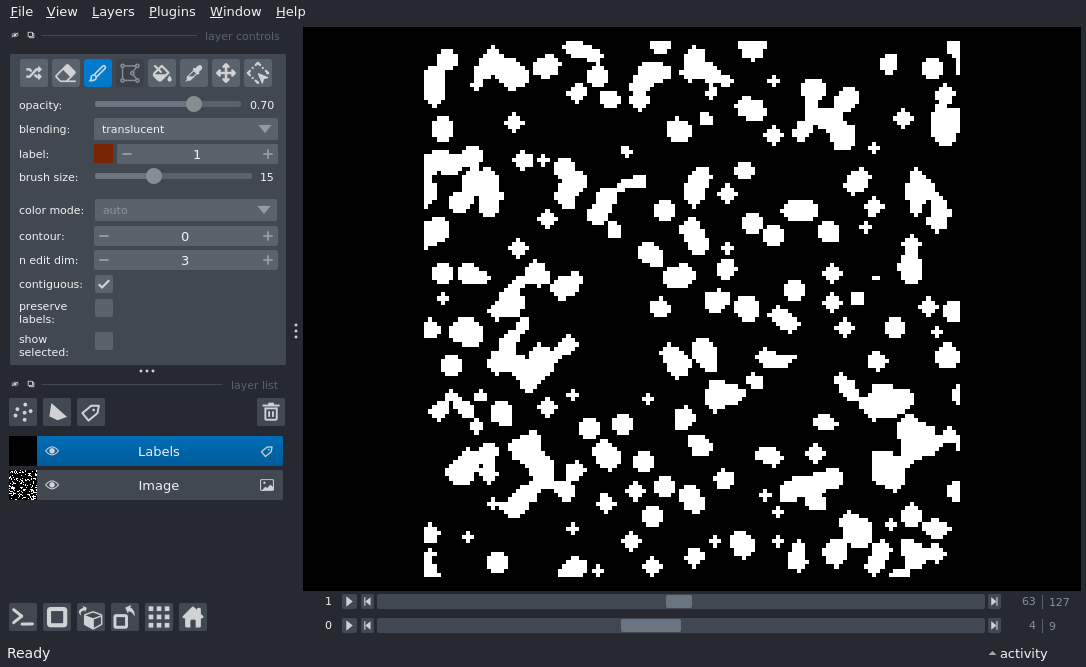 File View Layers Plugins Window Help
layer controls
opacity: 0.70
blending: translucent
label: 1
brush size: 15
color mode: auto
contour: 0
n edit dim: 3
contiguous:
preserve
labels:
show
selected:
layer list
Labels
Image
1 63 127
0 4 9
Ready activity